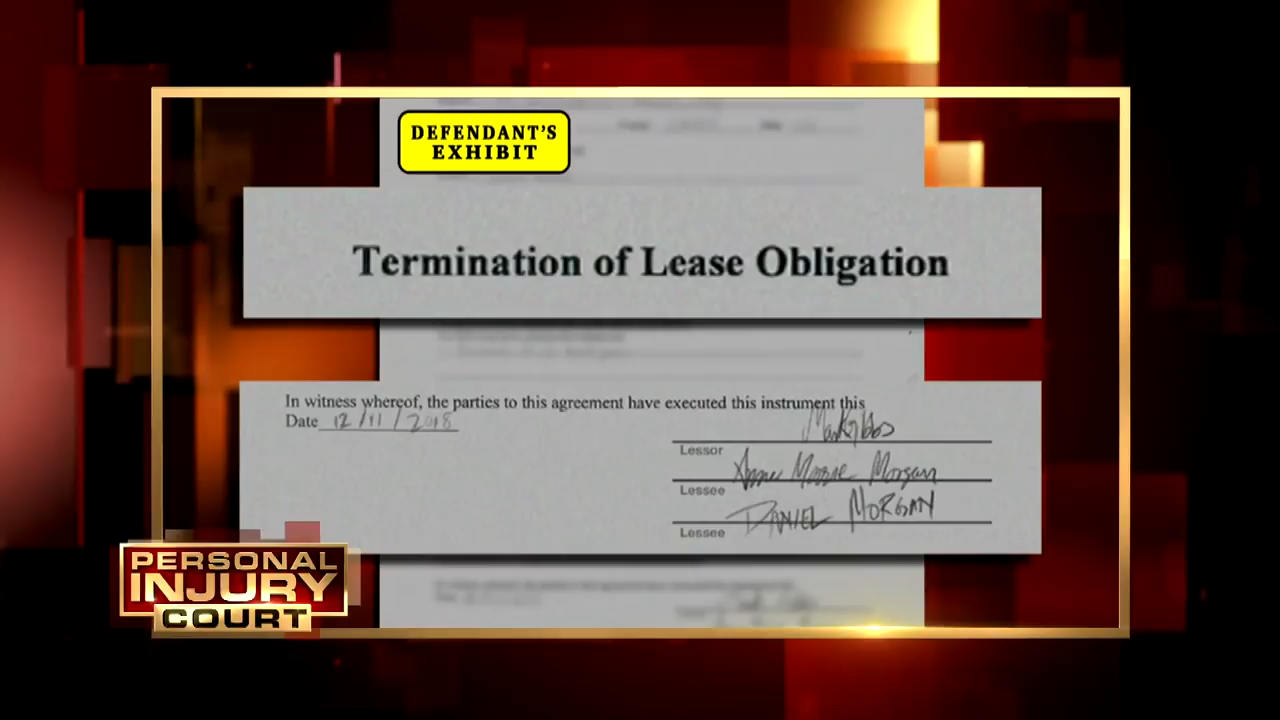 DEFENDANT'S
EXHIBIT
Termination of Lease Obligation
In witness whereof, the parties to this agreement have executed this instrument this
Date 12/11/2018
Lessor
Lessee Anne Moore Morgan
Lessee DANIEL MORGAN
PERSONAL
INJURY
COURT